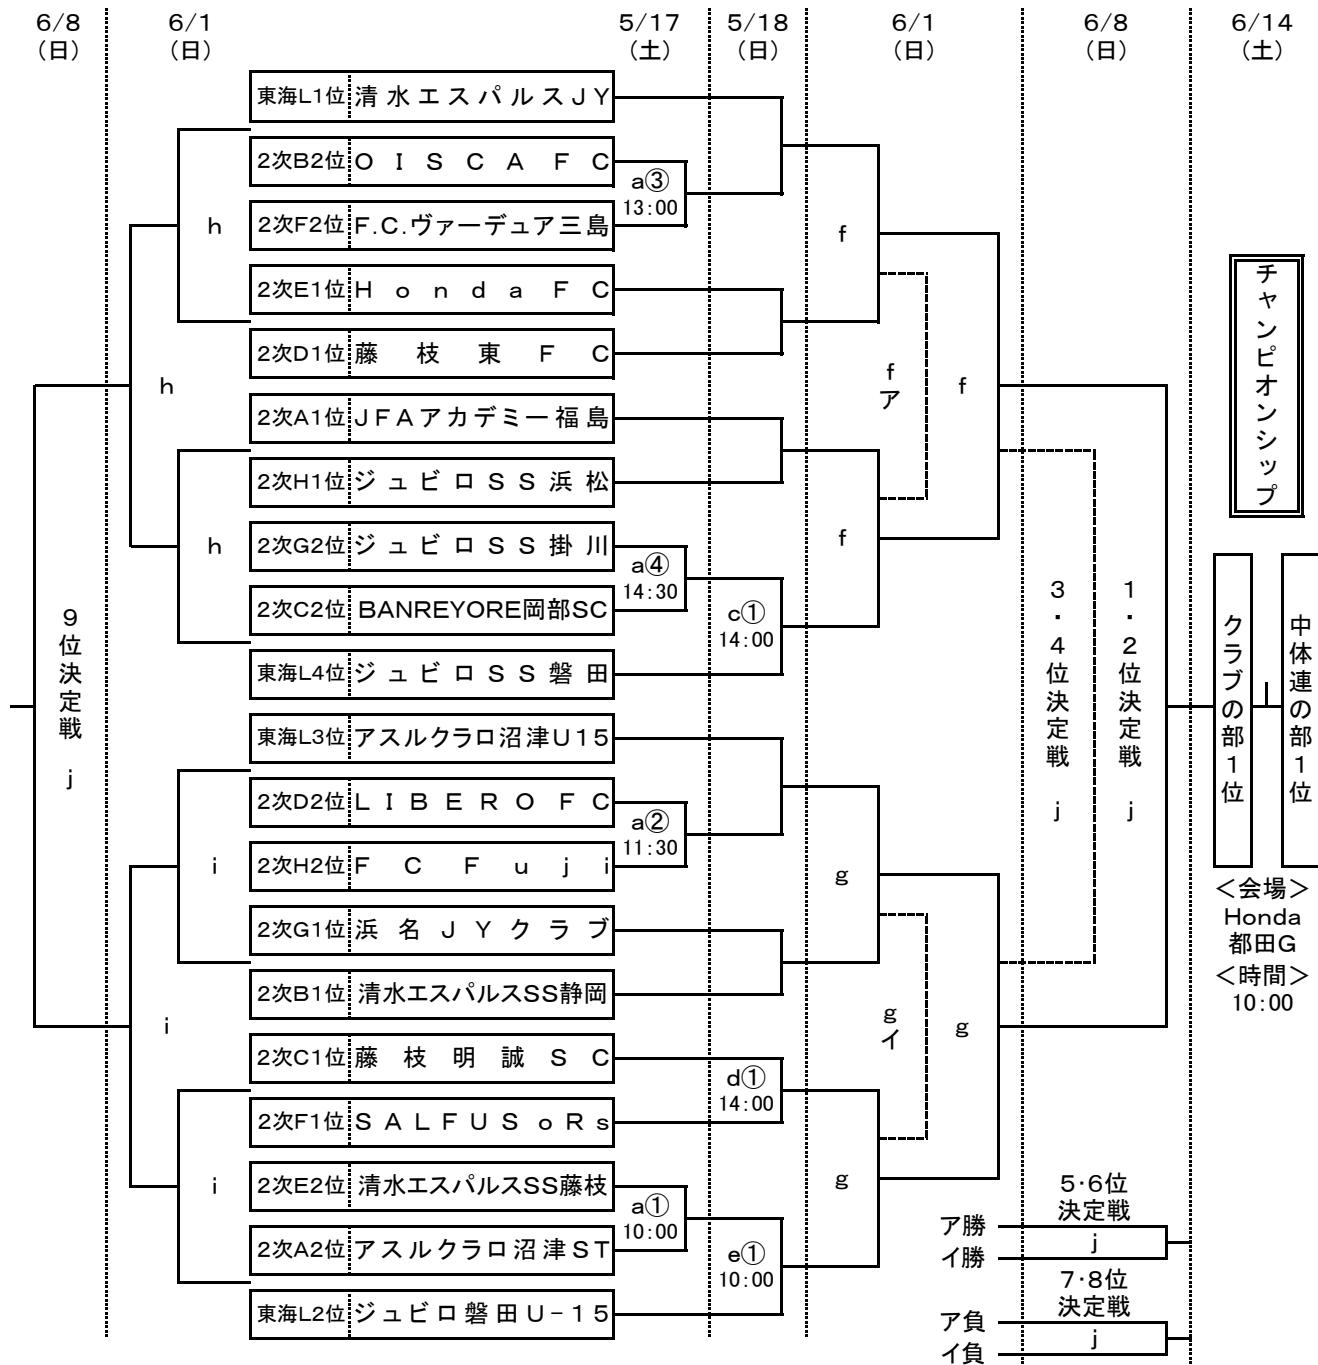 6/8 6/1 5/17 5/18 6/1 6/8 6/14
(日) (日) (土) (日) (日) (日) (土)
東海L1位 清水エスパルスJY
2次B2位 OISCA FC
a③
13:00
2次F2位 F.C.ヴァーデュア三島
h
f
2次E1位 Honda FC
2次D1位 藤枝東FC
h
fア
f
チャンピオンシップ
2次A1位 JFAアカデミー福島
2次H1位 ジュビロSS浜松
2次G2位 ジュビロSS掛川
h
a④
14:30
f
2次C2位 BANREYORE岡部SC
c①
14:00
東海L4位 ジュビロSS磐田
9位決定戦 j
3・4位決定戦 j
1・2位決定戦 j
クラブの部1位
中体連の部1位
東海L3位 アスルクラロ沼津U15
2次D2位 LIBERO FC
a②
11:30
2次H2位 FC Fuji
i
g
<会場>
Honda
都田G
<時間>
10:00
2次G1位 浜名JYクラブ
2次B1位 清水エスパルスSS静岡
i
gイ
g
2次C1位 藤枝明誠SC
d①
14:00
2次F1位 SALFUS oRs
2次E2位 清水エスパルスSS藤枝
i
a①
10:00
g
2次A2位 アスルクラロ沼津ST
e①
10:00
東海L2位 ジュビロ磐田U-15
5・6位
決定戦
ア勝
j
イ勝
7・8位
決定戦
ア負
j
イ負